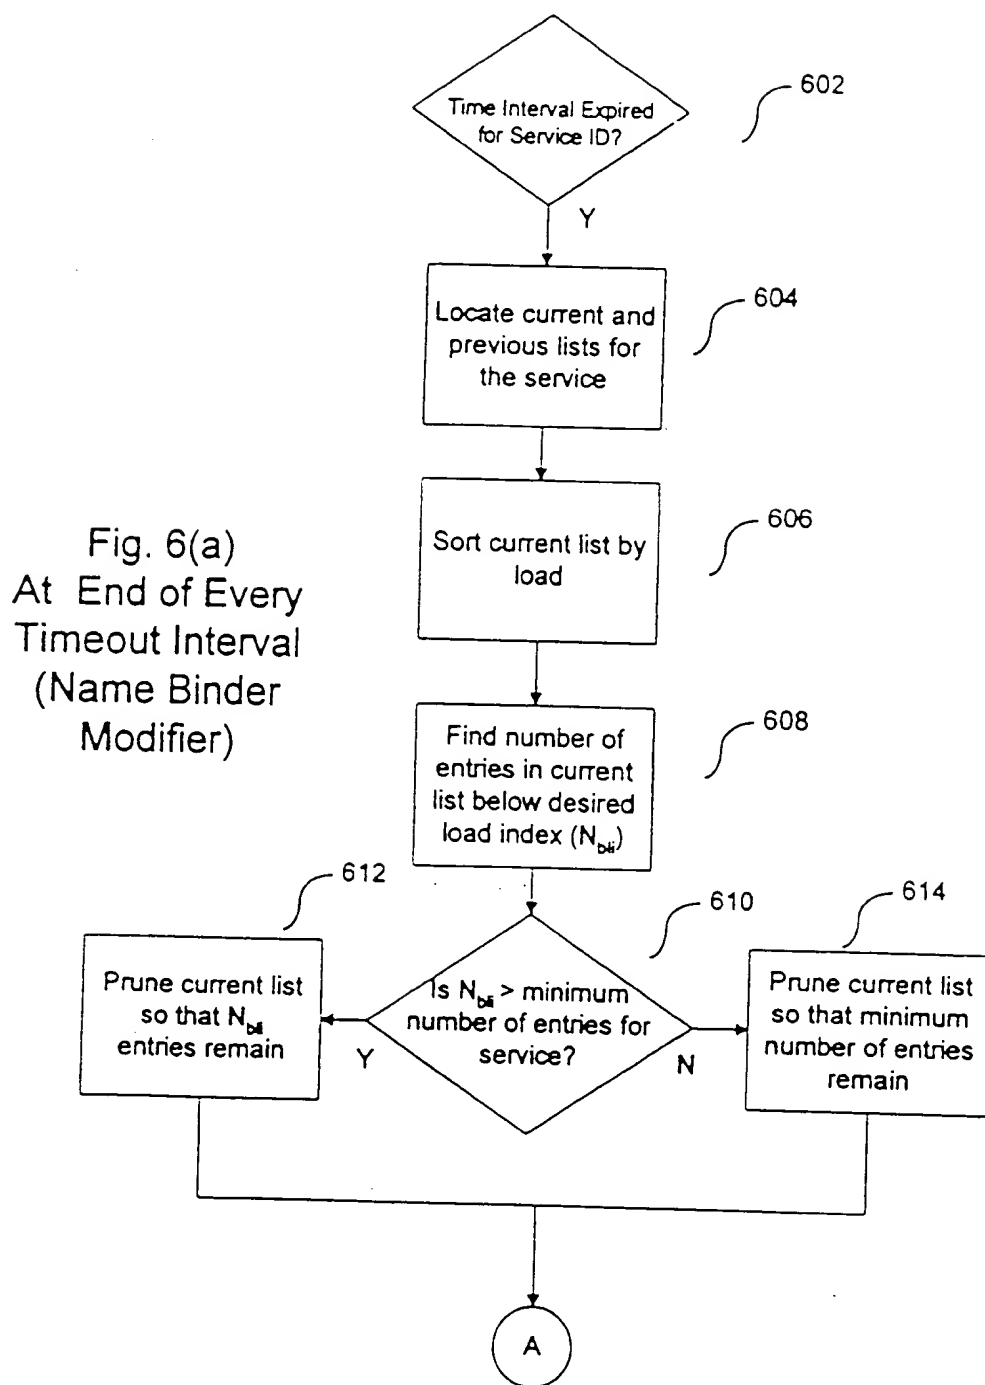 Time Interval Expired
for Service ID?
602
Y
Locate current and
previous lists for
the service
604
Sort current list by
load
606
Fig. 6(a)
At End of Every
Timeout Interval
(Name Binder
Modifier)
Find number of
entries in current
list below desired
load index (Nbli)
608
612
610
614
Prune current list
so that Nbli
entries remain
Is Nbli > minimum
number of entries for
service?
Y
N
Prune current list
so that minimum
number of entries
remain
A